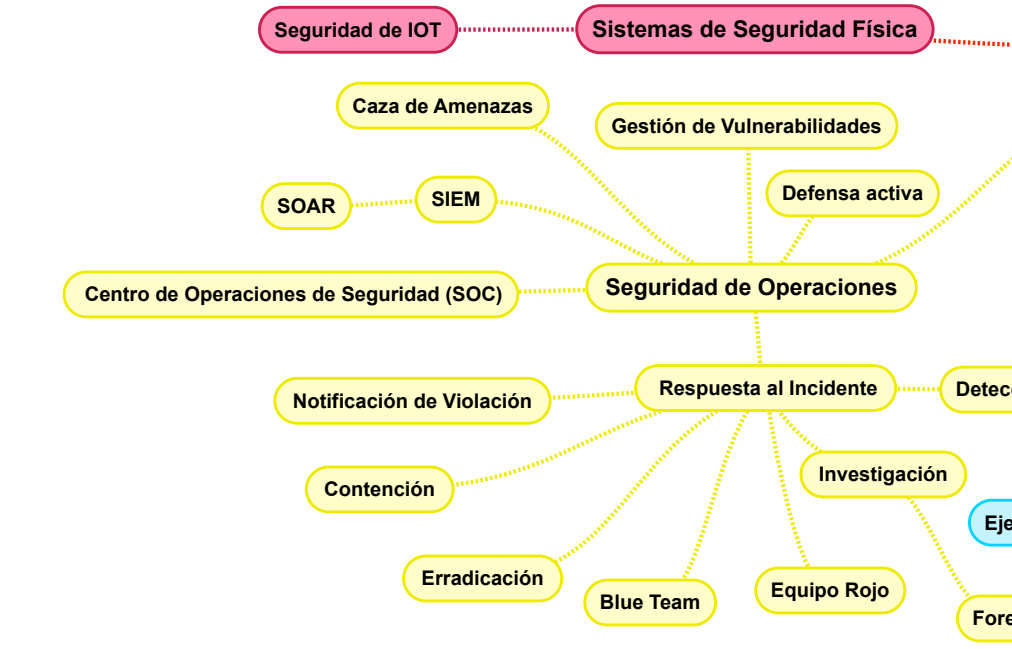 Seguridad de IOT
Sistemas de Seguridad Física
Caza de Amenazas
Gestión de Vulnerabilidades
Defensa activa
SIEM
SOAR
Seguridad de Operaciones
Centro de Operaciones de Seguridad (SOC)
Respuesta al Incidente
Notificación de Violación
Investigación
Contención
Erradicación
Equipo Rojo
Blue Team